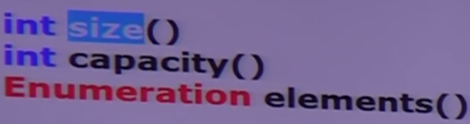 int size()
int capacity()
Enumeration elements()